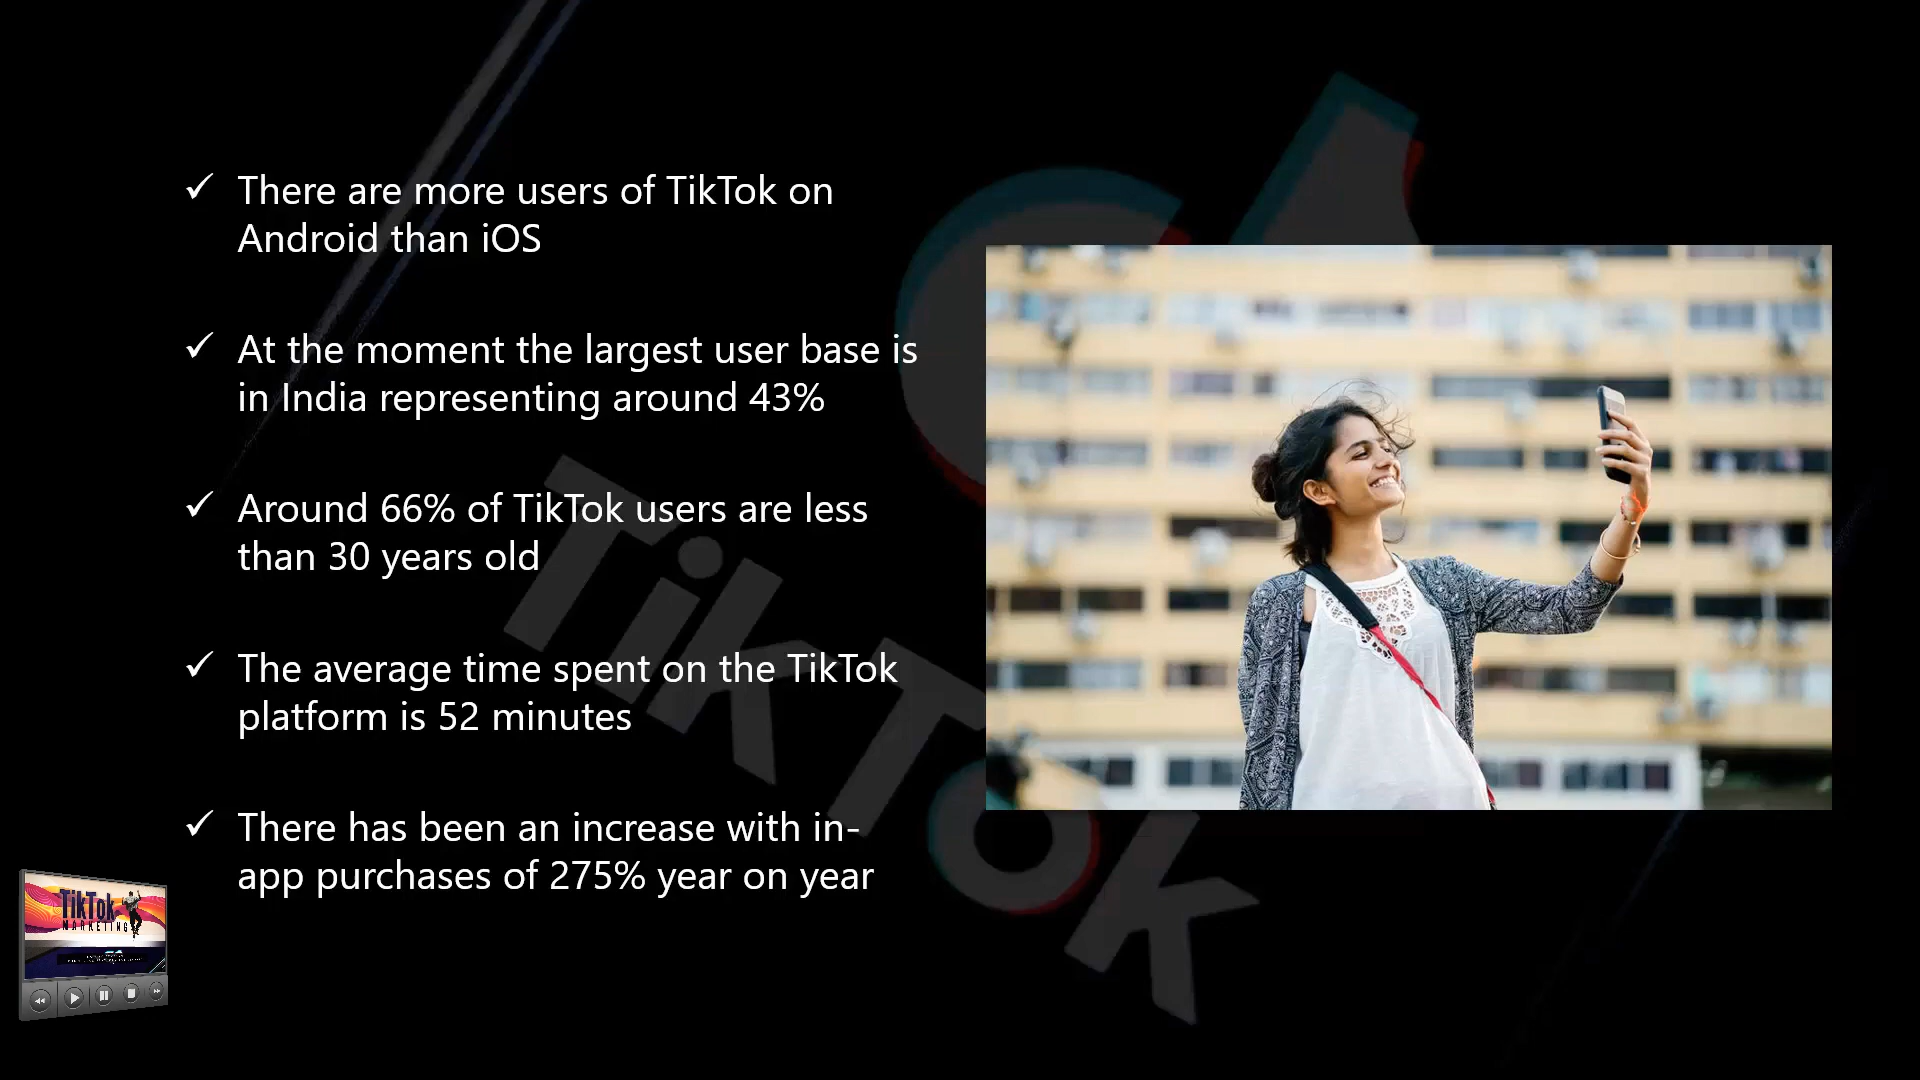 There are more users of TikTok on
Android than iOS
At the moment the largest user base is
in India representing around 43%
Around 66% of TikTok users are less
than 30 years old
The average time spent on the TikTok
platform is 52 minutes
There has been an increase with in-
app purchases of 275% year on year
TikTok
TikTok
MARKETING